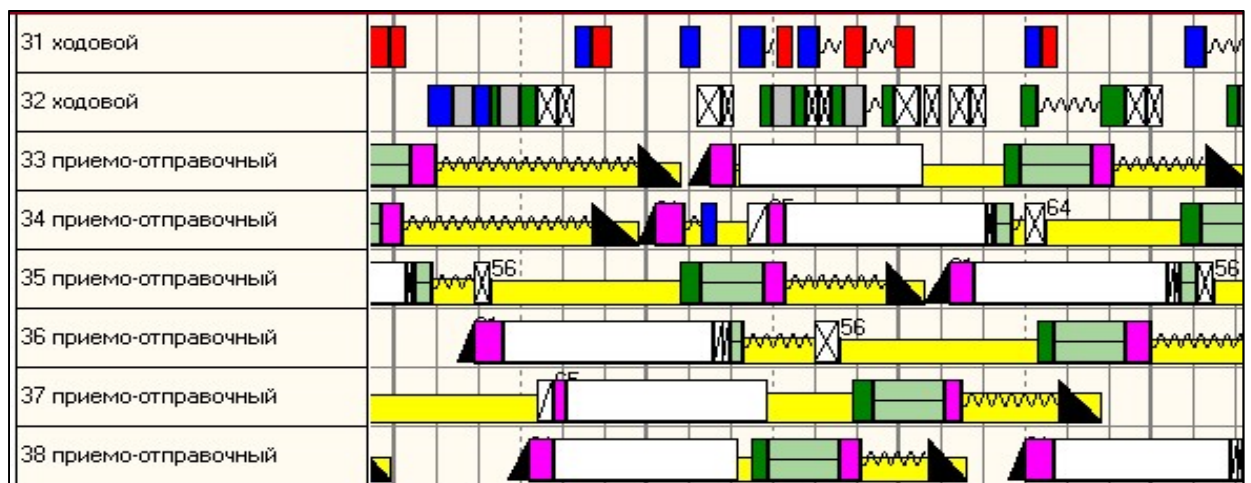 31 ходовой
32 ходовой
33 приемо-отправочный
34 приемо-отправочный
64
35 приемо-отправочный
56
56
36 приемо-отправочный
56
37 приемо-отправочный
38 приемо-отправочный